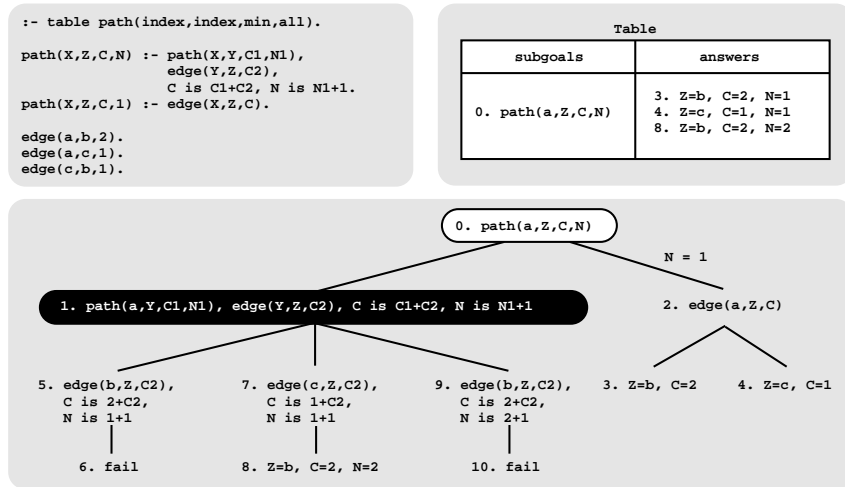 :- table path(index,index,min,all).
path(X,Z,C,N) :- path(X,Y,C1,N1),
edge(Y,Z,C2),
C is C1+C2, N is N1+1.
path(X,Z,C,1) :- edge(X,Z,C).
edge(a,b,2).
edge(a,c,1).
edge(c,b,1).
Table
subgoals answers
0. path(a,Z,C,N)
3. Z=b, C=2, N=1
4. Z=c, C=1, N=1
8. Z=b, C=2, N=2
0. path(a,Z,C,N)
N = 1
1. path(a,Y,C1,N1), edge(Y,Z,C2), C is C1+C2, N is N1+1
2. edge(a,Z,C)
5. edge(b,Z,C2),
C is 2+C2,
N is 1+1
7. edge(c,Z,C2),
C is 1+C2,
N is 1+1
9. edge(b,Z,C2),
C is 2+C2,
N is 2+1
3. Z=b, C=2
4. Z=c, C=1
6. fail
8. Z=b, C=2, N=2
10. fail